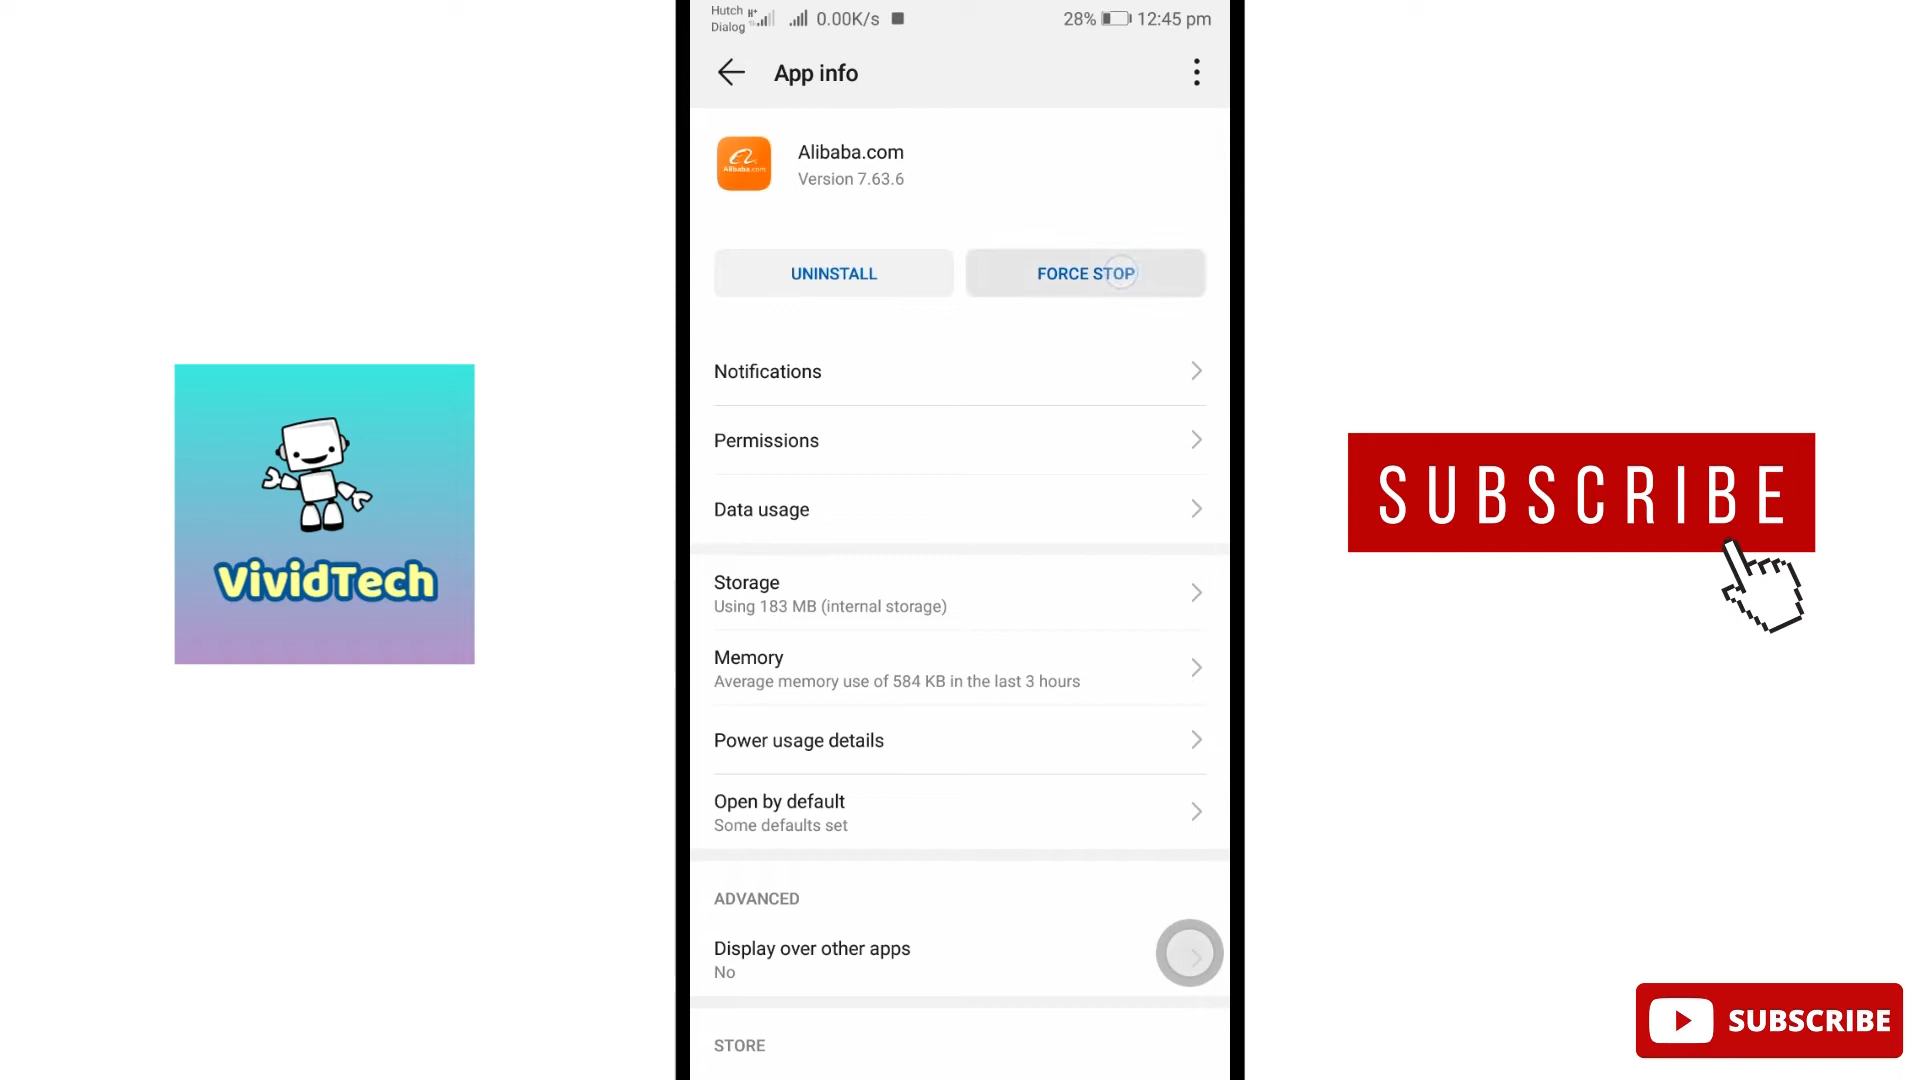 Hutch
Dialog
H+
0.00K/s
28%
12:45 pm
App info
Alibaba.com
Alibaba.com
Version 7.63.6
UNINSTALL
FORCE STOP
Notifications
Permissions
Data usage
Storage
Using 183 MB (internal storage)
Memory
Average memory use of 584 KB in the last 3 hours
Power usage details
Open by default
Some defaults set
ADVANCED
Display over other apps
No
STORE
VividTech
SUBSCRIBE
SUBSCRIBE